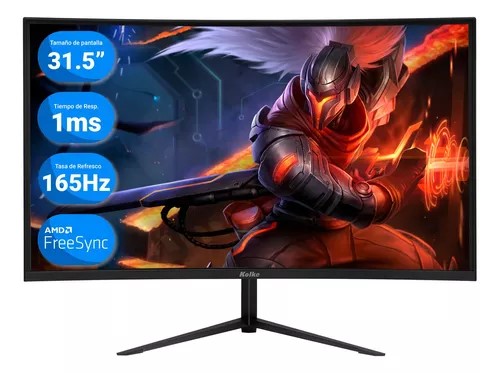 Tamaño de pantalla
31.5”
Tiempo de Resp.
1ms
Tasa de Refresco
165Hz
AMD
FreeSync
Kolke